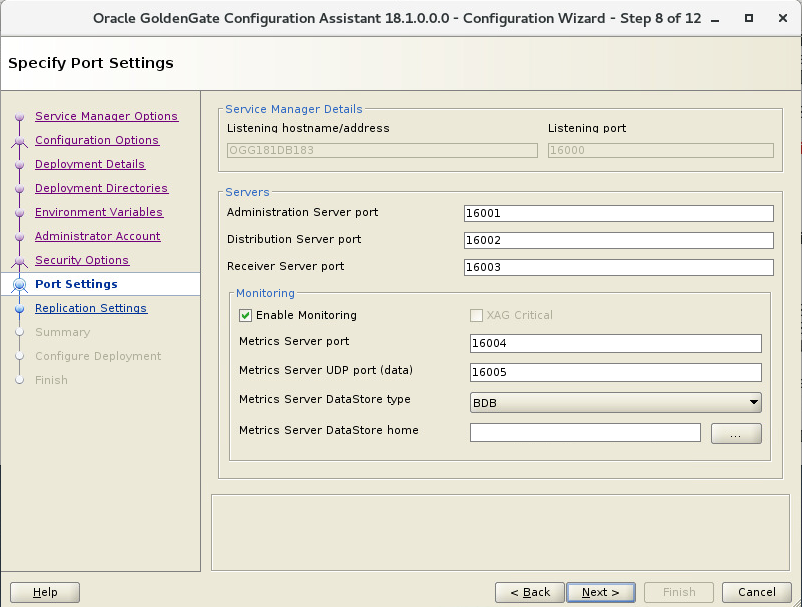 Oracle GoldenGate Configuration Assistant 18.1.0.0.0 - Configuration Wizard - Step 8 of 12
Specify Port Settings
Service Manager Options
Configuration Options
Deployment Details
Deployment Directories
Environment Variables
Administrator Account
Security Options
Port Settings
Replication Settings
Summary
Configure Deployment
Finish
Service Manager Details
Listening hostname/address Listening port
OGG181DB183 16000
Servers
Administration Server port 16001
Distribution Server port 16002
Receiver Server port 16003
Monitoring
Enable Monitoring XAG Critical
Metrics Server port 16004
Metrics Server UDP port (data) 16005
Metrics Server DataStore type BDB
Metrics Server DataStore home ...
Help < Back Next > Finish Cancel